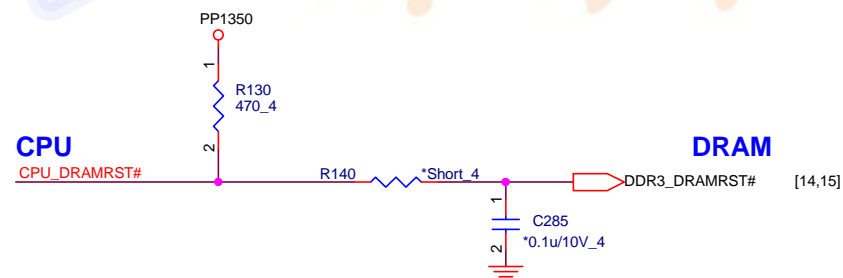 PP1350
1
R130
470_4
2
CPU
DRAM
CPU_DRAMRST#
R140
*Short_4
DDR3_DRAMRST#
[14,15]
1
C285
*0.1u/10V_4
2